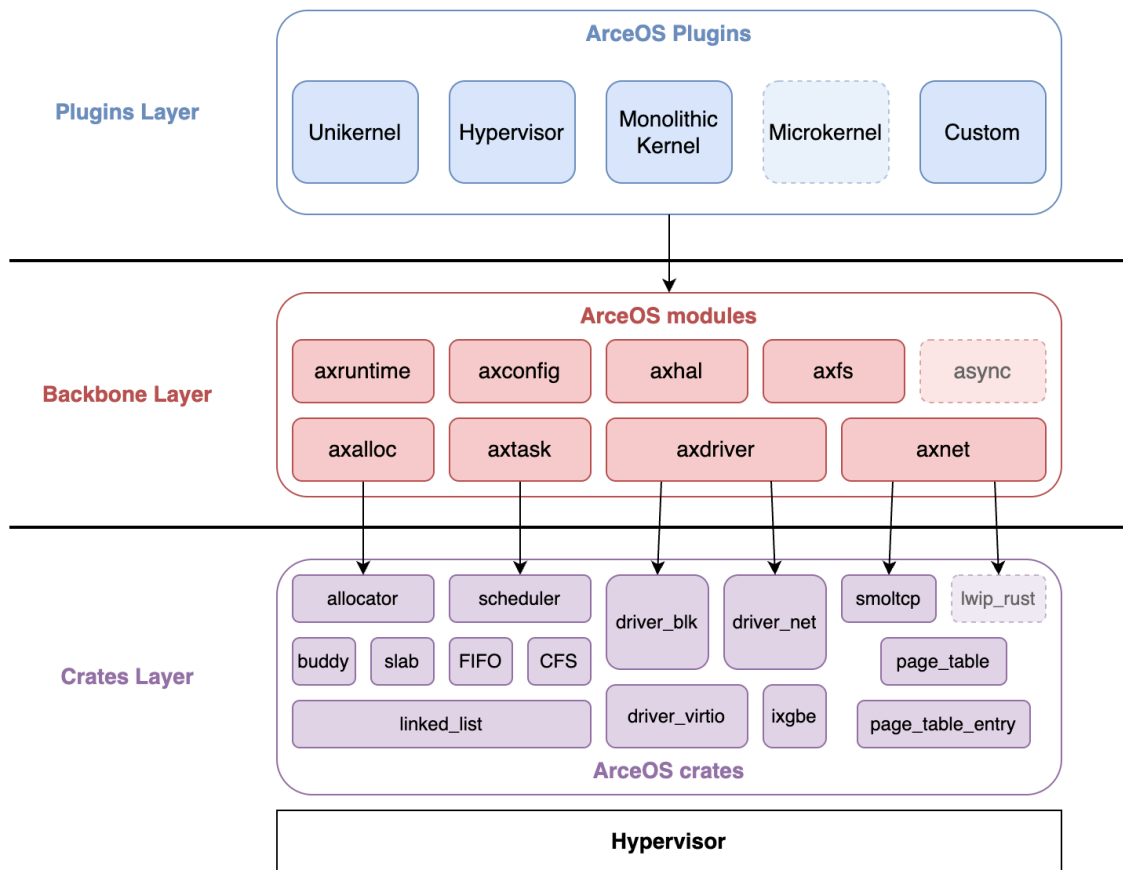 ArceOS Plugins
Plugins Layer
Unikernel
Hypervisor
Monolithic
Kernel
Microkernel
Custom
ArceOS modules
Backbone Layer
axruntime
axconfig
axhal
axfs
async
axalloc
axtask
axdriver
axnet
Crates Layer
allocator
scheduler
driver_blk
driver_net
smoltcp
lwip_rust
buddy
slab
FIFO
CFS
page_table
linked_list
driver_virtio
ixgbe
page_table_entry
ArceOS crates
Hypervisor